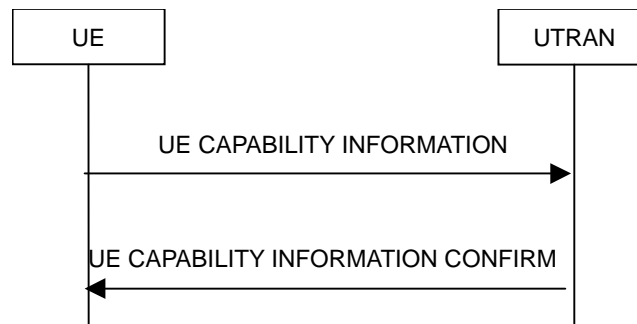 UE
UTRAN
UE CAPABILITY INFORMATION
UE CAPABILITY INFORMATION CONFIRM